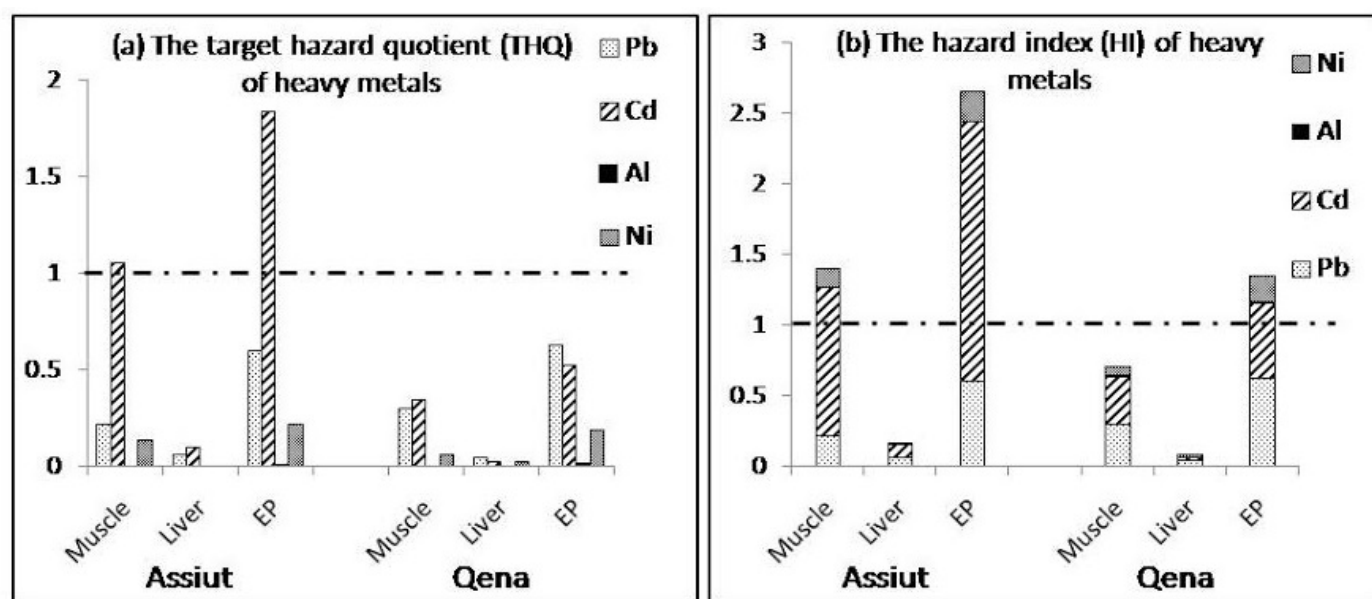 (a) The target hazard quotient (THQ)
of heavy metals
Pb
Cd
Al
Ni
2
1.5
1
0.5
0
Muscle
Liver
EP
Muscle
Liver
EP
Assiut
Qena
(b) The hazard index (HI) of heavy
metals
Ni
Al
Cd
Pb
3
2.5
2
1.5
1
0.5
0
Muscle
Liver
EP
Muscle
Liver
EP
Assiut
Qena